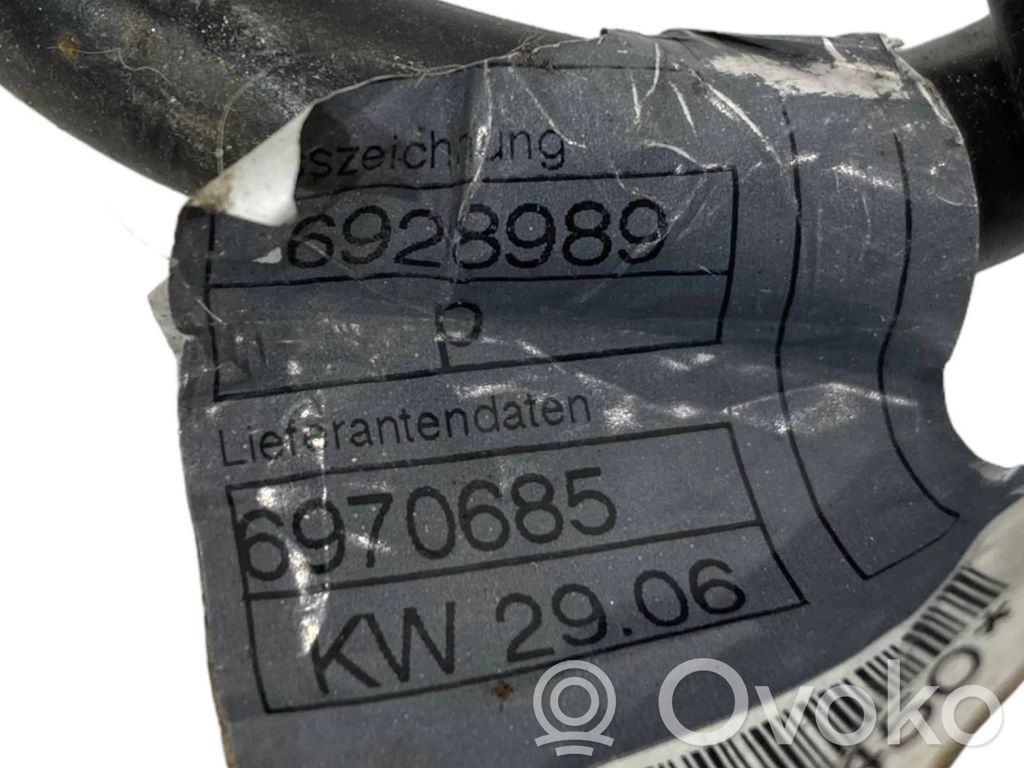 szeichnung
6928989
P
Lieferantendaten
6970685
KW 29.06
Ovoko